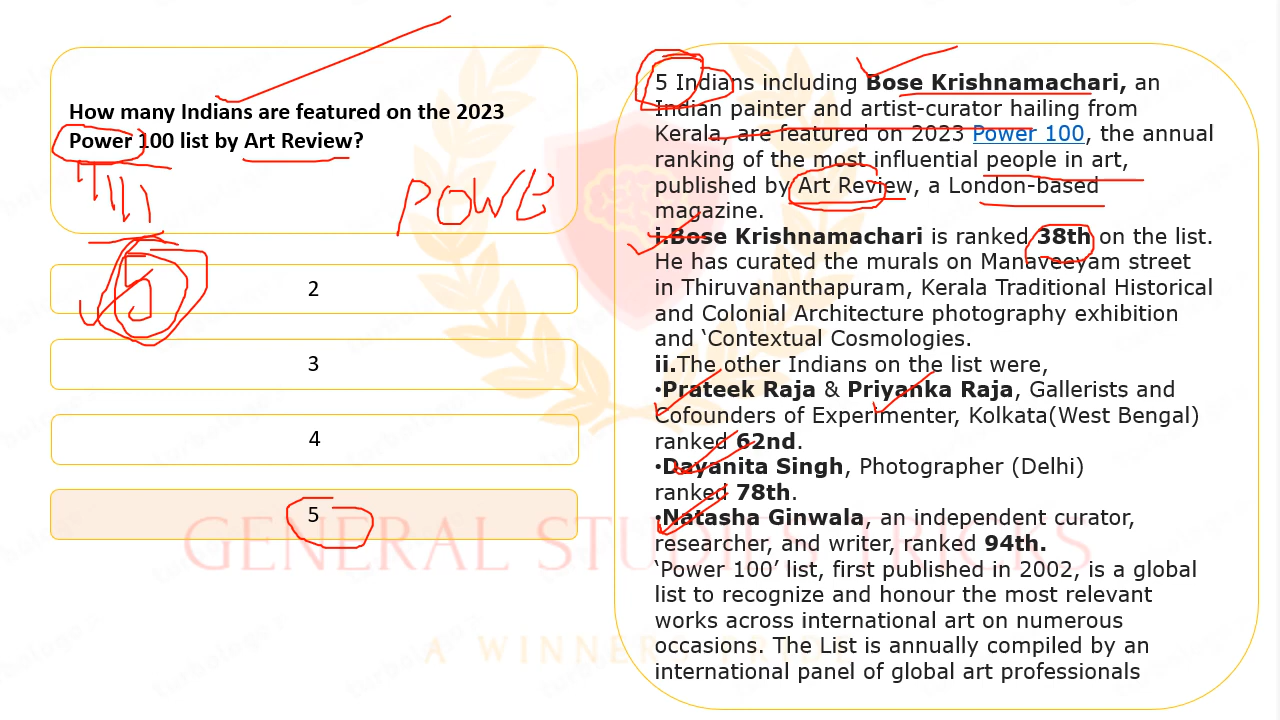 How many Indians are featured on the 2023
Power 100 list by Art Review?
POWE
5
2
3
4
5
5 Indians including Bose Krishnamachari, an
Indian painter and artist-curator hailing from
Kerala, are featured on 2023 Power 100, the annual
ranking of the most influential people in art,
published by Art Review, a London-based
magazine.
i.Bose Krishnamachari is ranked 38th on the list.
He has curated the murals on Manaveeyam street
in Thiruvananthapuram, Kerala Traditional Historical
and Colonial Architecture photography exhibition
and ‘Contextual Cosmologies.
ii.The other Indians on the list were,
•Prateek Raja & Priyanka Raja, Gallerists and
Cofounders of Experimenter, Kolkata(West Bengal)
ranked 62nd.
•Dayanita Singh, Photographer (Delhi)
ranked 78th.
•Natasha Ginwala, an independent curator,
researcher, and writer, ranked 94th.
‘Power 100’ list, first published in 2002, is a global
list to recognize and honour the most relevant
works across international art on numerous
occasions. The List is annually compiled by an
international panel of global art professionals
GENERAL STUDIES TRICKS
A WINNER'S PRIDE